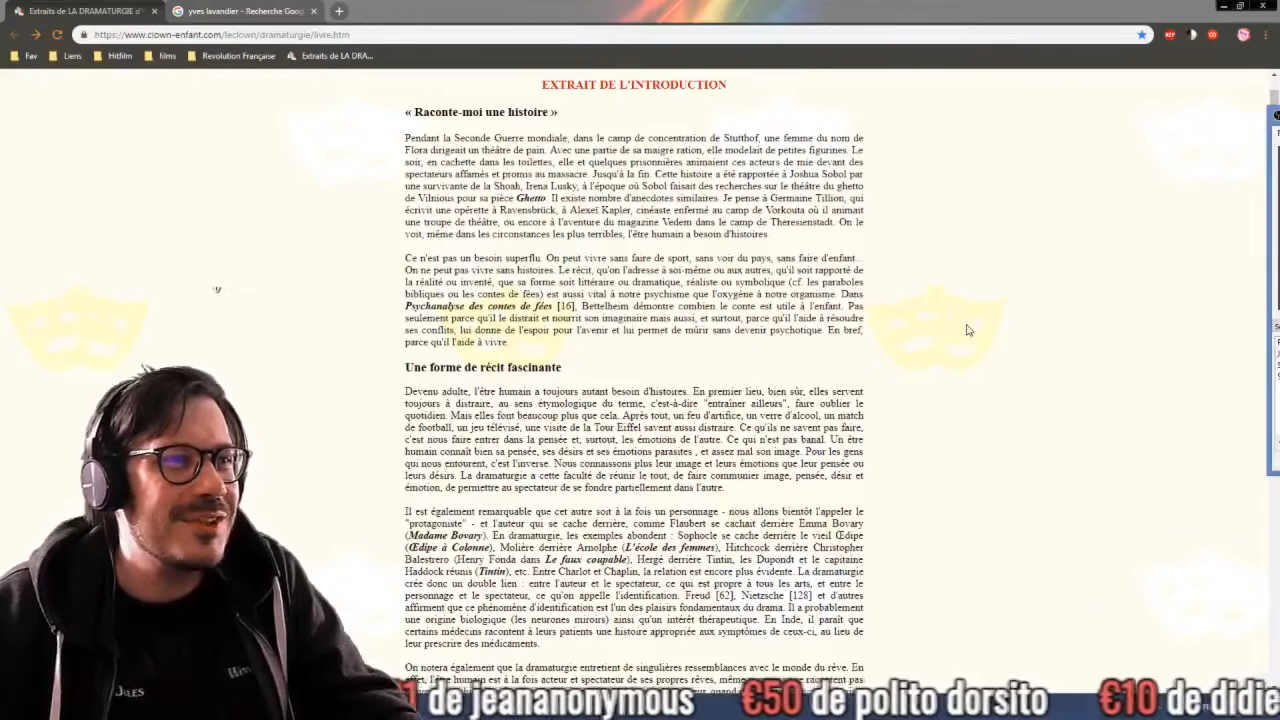 Extraits de LA DRAMATURGIE d'
yves lavandier - Recherche Goog
https://www.clown-enfant.com/leclown/dramaturgie/livre.htm
Fav Liens Hitfilm films Revolution Française Extraits de LA DRA...
EXTRAIT DE L'INTRODUCTION
« Raconte-moi une histoire »
Pendant la Seconde Guerre mondiale, dans le camp de concentration de Stutthof, une femme du nom de
Flora dirigeait un théâtre de pain. Avec une partie de sa maigre ration, elle modelait de petites figurines. Le
soir, en cachette dans les toilettes, elle et quelques prisonnières animaient ces acteurs de mie devant des
spectateurs affamés et promis au massacre. Jusqu'à la fin. Cette histoire a été rapportée à Joshua Sobol par
une survivante de la Shoah, Irena Lusky, à l'époque où Sobol faisait des recherches sur le théâtre du ghetto
de Vilnious pour sa pièce Ghetto. Il existe nombre d'anecdotes similaires. Je pense à Germaine Tillion, qui
écrivit une opérette à Ravensbrück, à Alexeï Kapler, cinéaste enfermé au camp de Vorkouta où il animait
une troupe de théâtre, ou encore à l'aventure du magazine Vedem dans le camp de Theresienstadt. On le
voit, même dans les circonstances les plus terribles, l'être humain a besoin d'histoires.
Ce n'est pas un besoin superflu. On peut vivre sans faire de sport, sans voir du pays, sans faire d'enfant...
On ne peut pas vivre sans histoires. Le récit, qu'on l'adresse à soi-même ou aux autres, qu'il soit rapporté de
la réalité ou inventé, que sa forme soit littéraire ou dramatique, réaliste ou symbolique (cf. les paraboles
bibliques ou les contes de fées) est aussi vital à notre psychisme que l'oxygène à notre organisme. Dans
Psychanalyse des contes de fées [16], Bettelheim démontre combien le conte est utile à l'enfant. Pas
seulement parce qu'il le distrait et nourrit son imaginaire mais aussi, et surtout, parce qu'il l'aide à résoudre
ses conflits, lui donne de l'espoir pour l'avenir et lui permet de mûrir sans devenir psychotique. En bref,
parce qu'il l'aide à vivre.
Une forme de récit fascinante
Devenu adulte, l'être humain a toujours autant besoin d'histoires. En premier lieu, bien sûr, elles servent
toujours à distraire, au sens étymologique du terme, c'est-à-dire "entraîner ailleurs", faire oublier le
quotidien. Mais elles font beaucoup plus que cela. Après tout, un feu d'artifice, un verre d'alcool, un match
de football, un jeu télévisé, une visite de la Tour Eiffel savent aussi distraire. Ce qu'ils ne savent pas faire,
c'est nous faire entrer dans la pensée et, surtout, les émotions de l'autre. Ce qui n'est pas banal. Un être
humain connaît bien sa pensée, ses désirs et ses émotions parasites , et assez mal son image. Pour les gens
qui nous entourent, c'est l'inverse. Nous connaissons plus leur image et leurs émotions que leur pensée ou
leurs désirs. La dramaturgie a cette faculté de réunir le tout, de faire communier image, pensée, désir et
émotion, de permettre au spectateur de se fondre partiellement dans l'autre.
Il est également remarquable que cet autre soit à la fois un personnage - nous allons bientôt l'appeler le
"protagoniste" - et l'auteur qui se cache derrière, comme Flaubert se cachait derrière Emma Bovary
(Madame Bovary). En dramaturgie, les exemples abondent : Sophocle se cache derrière le vieil Œdipe
(Œdipe à Colonne), Molière derrière Arnolphe (L'école des femmes), Hitchcock derrière Christopher
Balestrero (Henry Fonda dans Le faux coupable), Hergé derrière Tintin, les Dupondt et le capitaine
Haddock réunis (Tintin), etc. Entre Charlot et Chaplin, la relation est encore plus évidente. La dramaturgie
crée donc un double lien : entre l'auteur et le spectateur, ce qui est propre à tous les arts, et entre le
personnage et le spectateur, ce qu'on appelle l'identification. Freud [62], Nietzsche [128] et d'autres
affirment que ce phénomène d'identification est l'un des plaisirs fondamentaux du drama. Il a probablement
une origine biologique (les neurones miroirs) ainsi qu'un intérêt thérapeutique. En Inde, il paraît que
certains médecins racontent à leurs patients une histoire appropriée aux symptômes de ceux-ci, au lieu de
leur prescrire des médicaments.
On notera également que la dramaturgie entretient de singulières ressemblances avec le monde du rêve. En
effet, l'être humain est à la fois acteur et spectateur de ses propres rêves, même
JULES
de jeananonymous €50 de polito dorsito €10 de didie